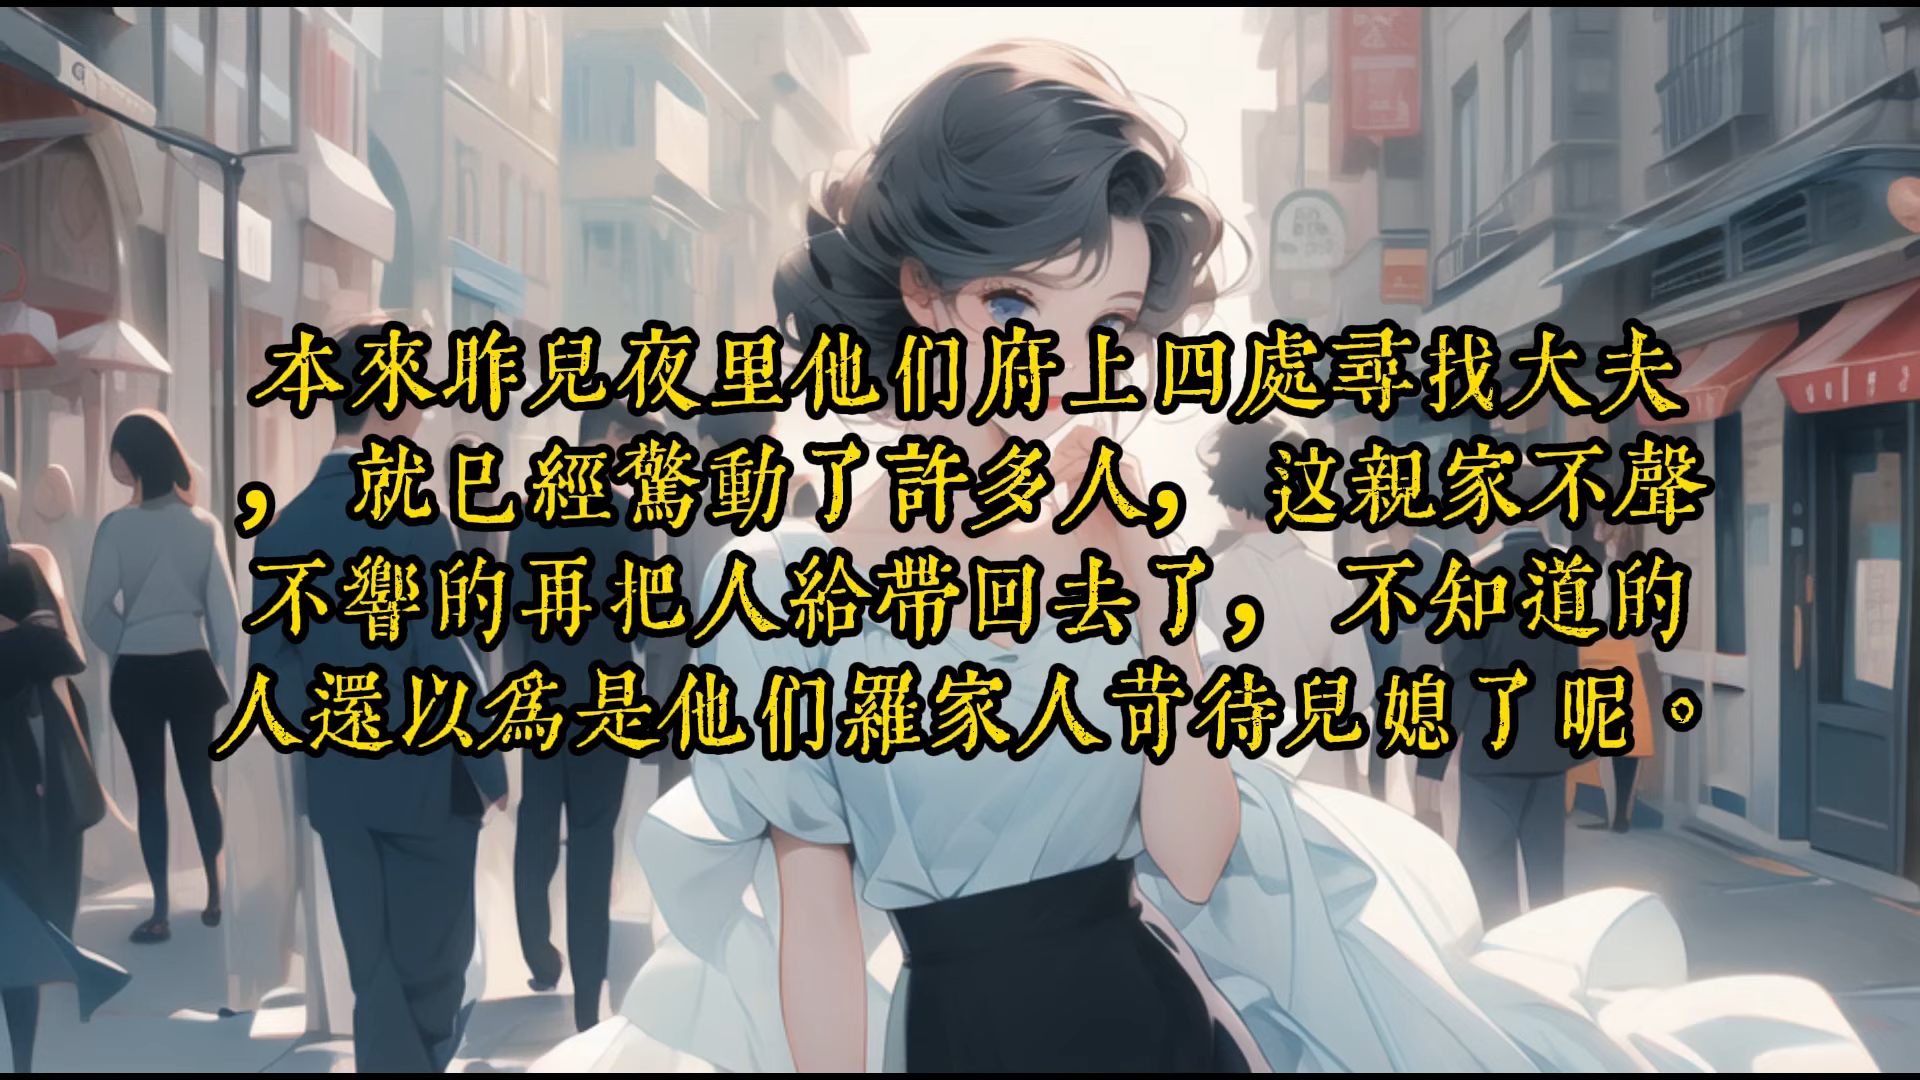 本來昨兒夜里他们府上四處尋找大夫
，就已經驚動了許多人，这親家不聲
不響的再把人給帶回去了，不知道的
人還以爲是他们羅家人苛待兒媳了呢。